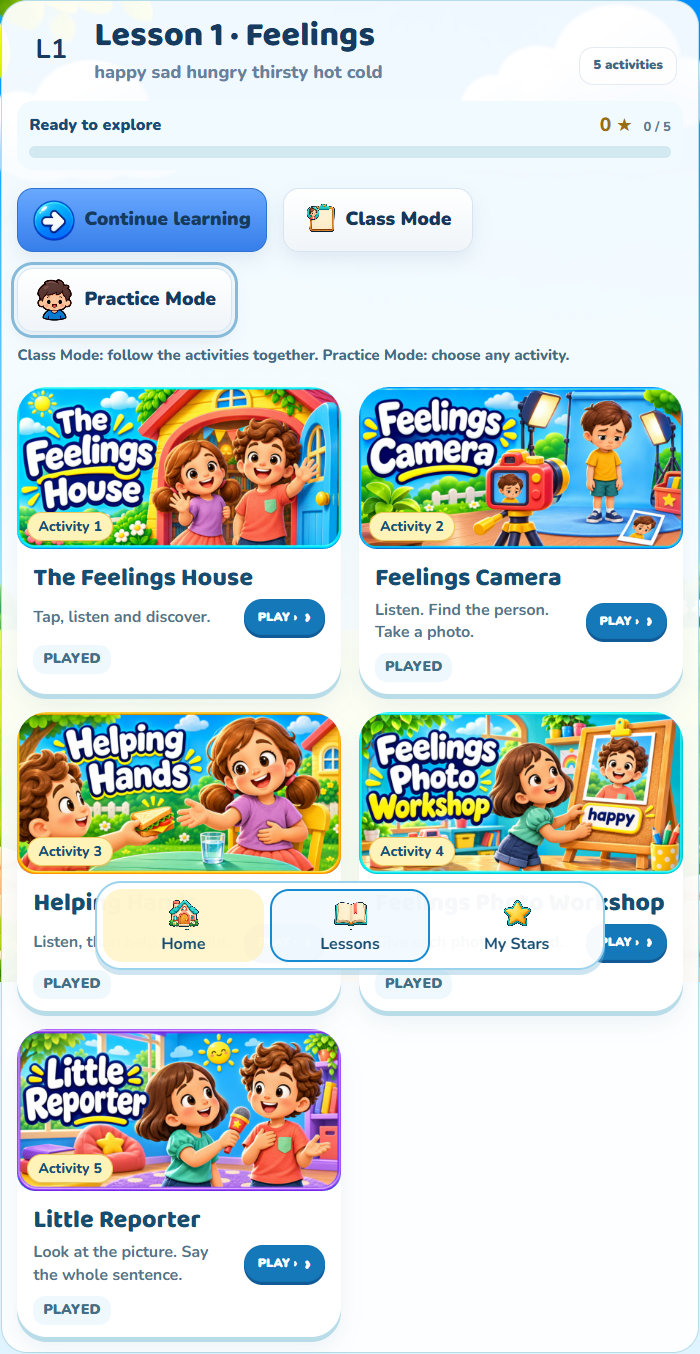 L1
Lesson 1 · Feelings
happy sad hungry thirsty hot cold
5 activities
Ready to explore
0 ★ 0 / 5
Continue learning
Class Mode
Practice Mode
Class Mode: follow the activities together. Practice Mode: choose any activity.
The
Feelings
House
Activity 1
The Feelings House
Tap, listen and discover.
PLAY › ›
PLAYED
Feelings
Camera
Activity 2
Feelings Camera
Listen. Find the person.
Take a photo.
PLAY › ›
PLAYED
Helping
Hands
Activity 3
Helping Hands
Listen,
PLAYED
Feelings
Photo
Workshop
happy
Activity 4
Feelings Photo Workshop
PLAY › ›
PLAYED
Home
Lessons
My Stars
Little
Reporter
Activity 5
Little Reporter
Look at the picture. Say
the whole sentence.
PLAY › ›
PLAYED